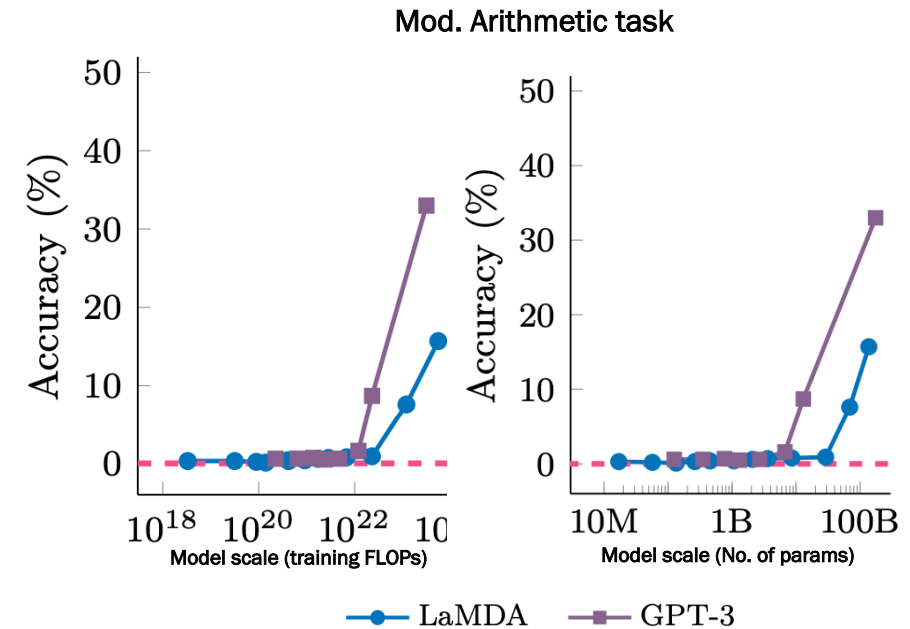 Mod. Arithmetic task
50
40
30
20
10
0
Accuracy (%)
10^18 10^20 10^22 10
Model scale (training FLOPs)
50
40
30
20
10
0
Accuracy (%)
10M 1B 100B
Model scale (No. of params)
LaMDA GPT-3